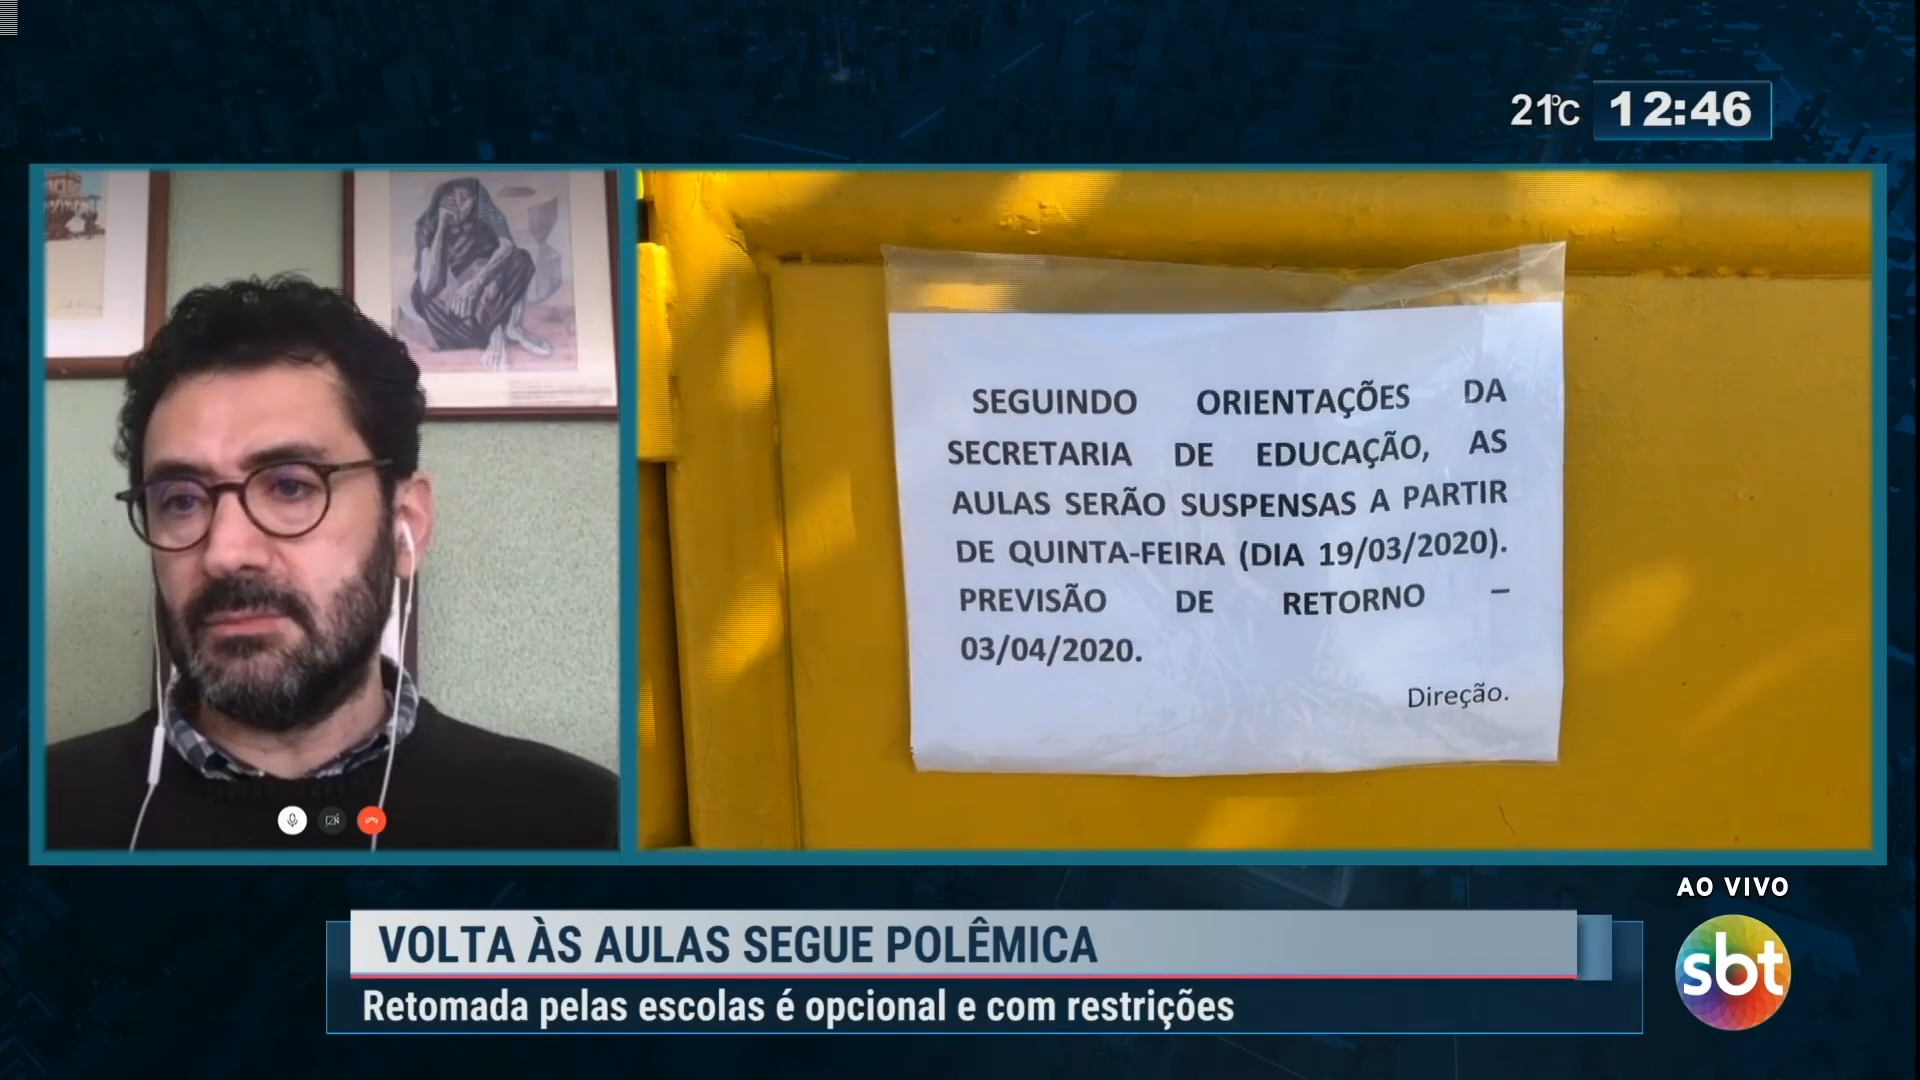 21°C 12:46
SEGUINDO ORIENTAÇÕES DA
SECRETARIA DE EDUCAÇÃO, AS
AULAS SERÃO SUSPENSAS A PARTIR
DE QUINTA-FEIRA (DIA 19/03/2020).
PREVISÃO DE RETORNO –
03/04/2020.
Direção.
AO VIVO
sbt
VOLTA ÀS AULAS SEGUE POLÊMICA
Retomada pelas escolas é opcional e com restrições